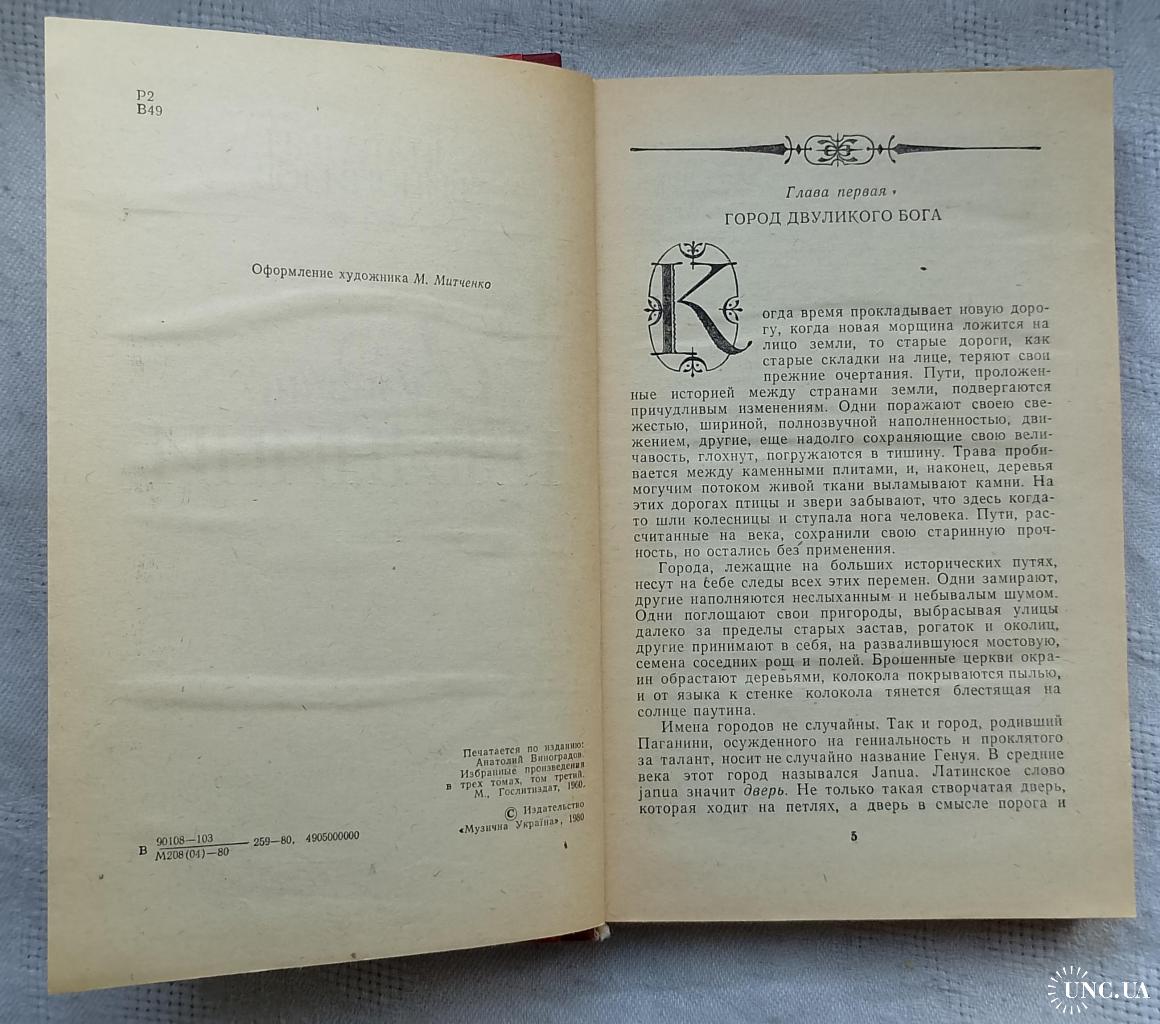 Р2
В49
Оформление художника М. Митченко
Печатается по изданию:
Анатолий Виноградов.
Избранные произведения
в трех томах, том третий.
М., Гослитиздат, 1960.
© Издательство
«Музична Україна», 1980
В 90108—103
М208(04)—80 259—80, 4905000000
Глава первая
ГОРОД ДВУЛИКОГО БОГА
Когда время прокладывает новую доро-
гу, когда новая морщина ложится на
лицо земли, то старые дороги, как
старые складки на лице, теряют свои
прежние очертания. Пути, проложен-
ные историей между странами земли, подвергаются
причудливым изменениям. Одни поражают своею све-
жестью, шириной, полнозвучной наполненностью, дви-
жением, другие, еще надолго сохраняющие свою вели-
чавость, глохнут, погружаются в тишину. Трава проби-
вается между каменными плитами, и, наконец, деревья
могучим потоком живой ткани выламывают камни. На
этих дорогах птицы и звери забывают, что здесь когда-
то шли колесницы и ступала нога человека. Пути, рас-
считанные на века, сохранили свою старинную проч-
ность, но остались без применения.
Города, лежащие на больших исторических путях,
несут на себе следы всех этих перемен. Одни замирают,
другие наполняются неслыханным и небывалым шумом.
Одни поглощают свои пригороды, выбрасывая улицы
далеко за пределы старых застав, рогаток и околиц,
другие принимают в себя, на развалившуюся мостовую,
семена соседних рощ и полей. Брошенные церкви окра-
ин обрастают деревьями, колокола покрываются пылью,
и от языка к стенке колокола тянется блестящая на
солнце паутина.
Имена городов не случайны. Так и город, родивший
Паганини, осужденного на гениальность и проклятого
за талант, носит не случайно название Генуя. В средние
века этот город назывался Janua. Латинское слово
janua значит дверь. Не только такая створчатая дверь,
которая ходит на петлях, а дверь в смысле порога и
5
UNC.UA